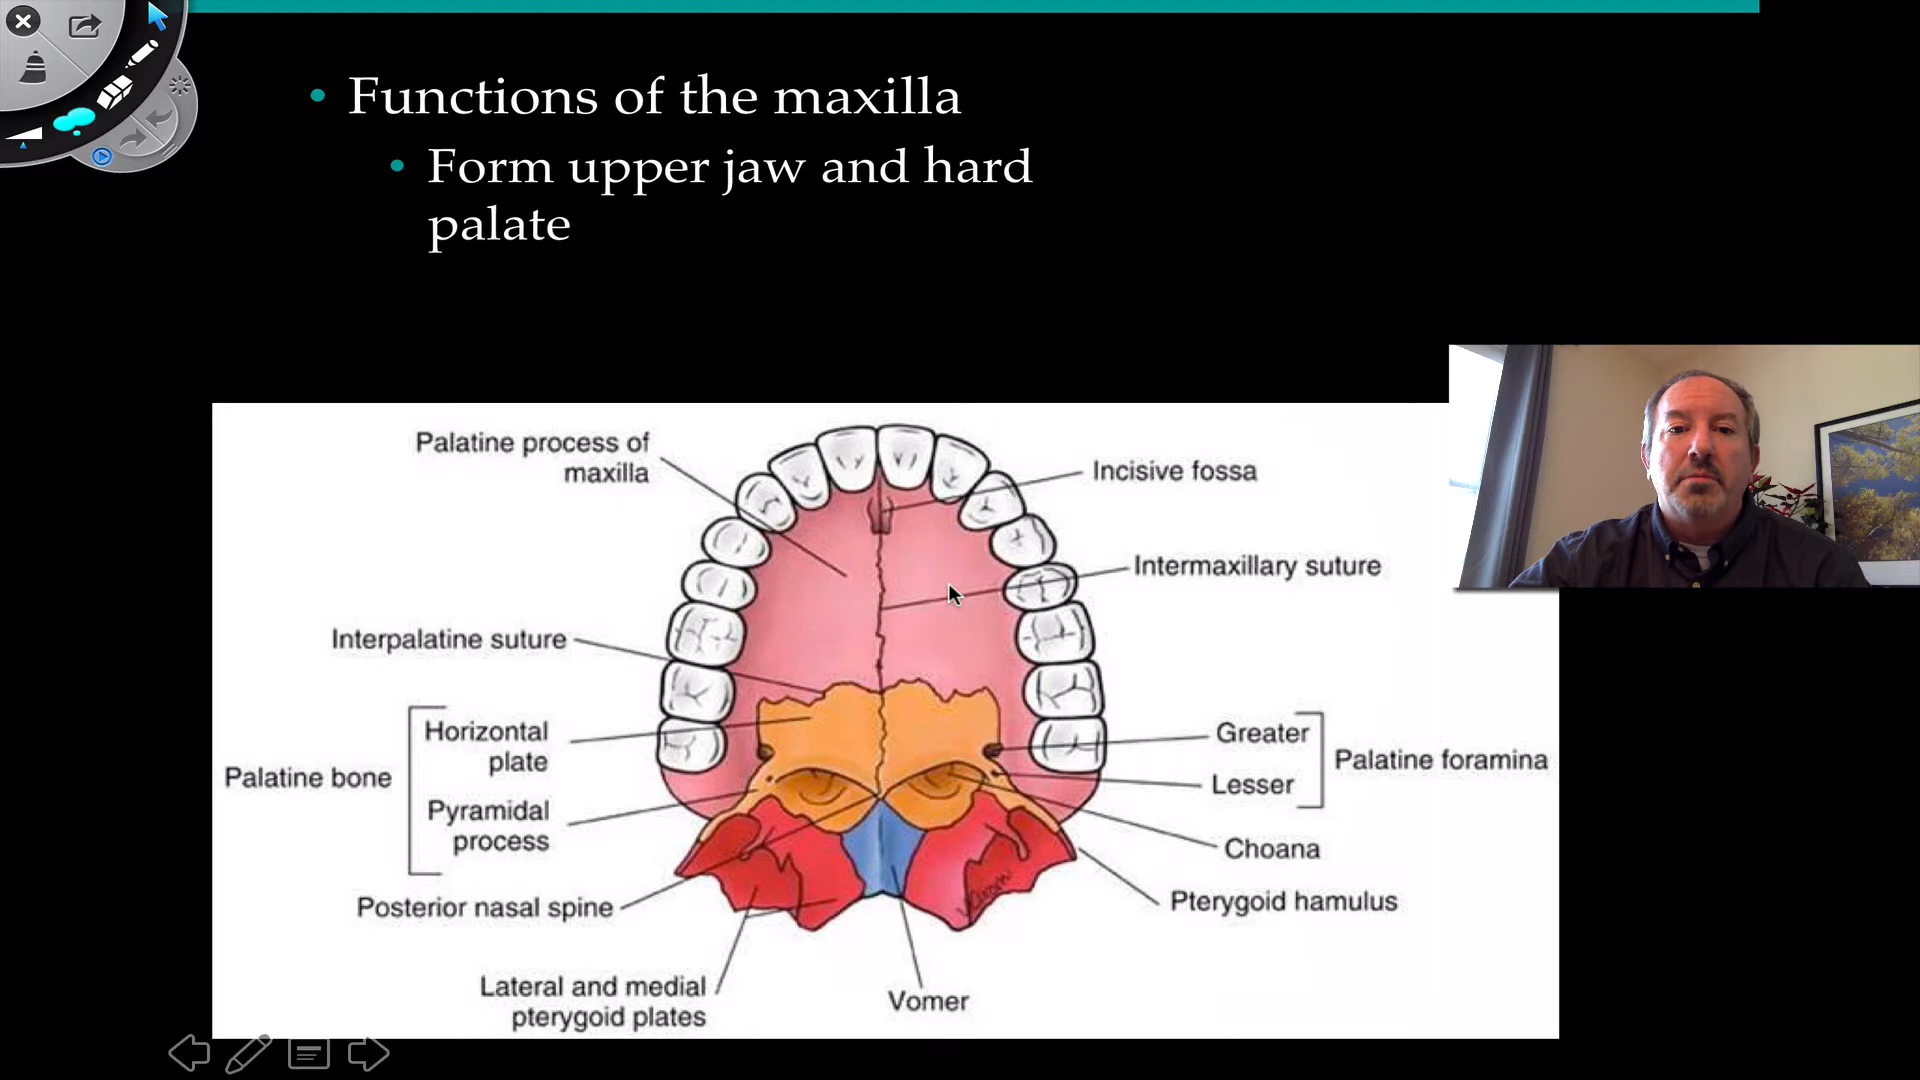 Functions of the maxilla
Form upper jaw and hard
palate
Palatine process of
maxilla
Incisive fossa
Intermaxillary suture
Interpalatine suture
Horizontal
plate
Greater
Palatine foramina
Palatine bone
Lesser
Pyramidal
process
Choana
Posterior nasal spine
Pterygoid hamulus
Lateral and medial
pterygoid plates
Vomer